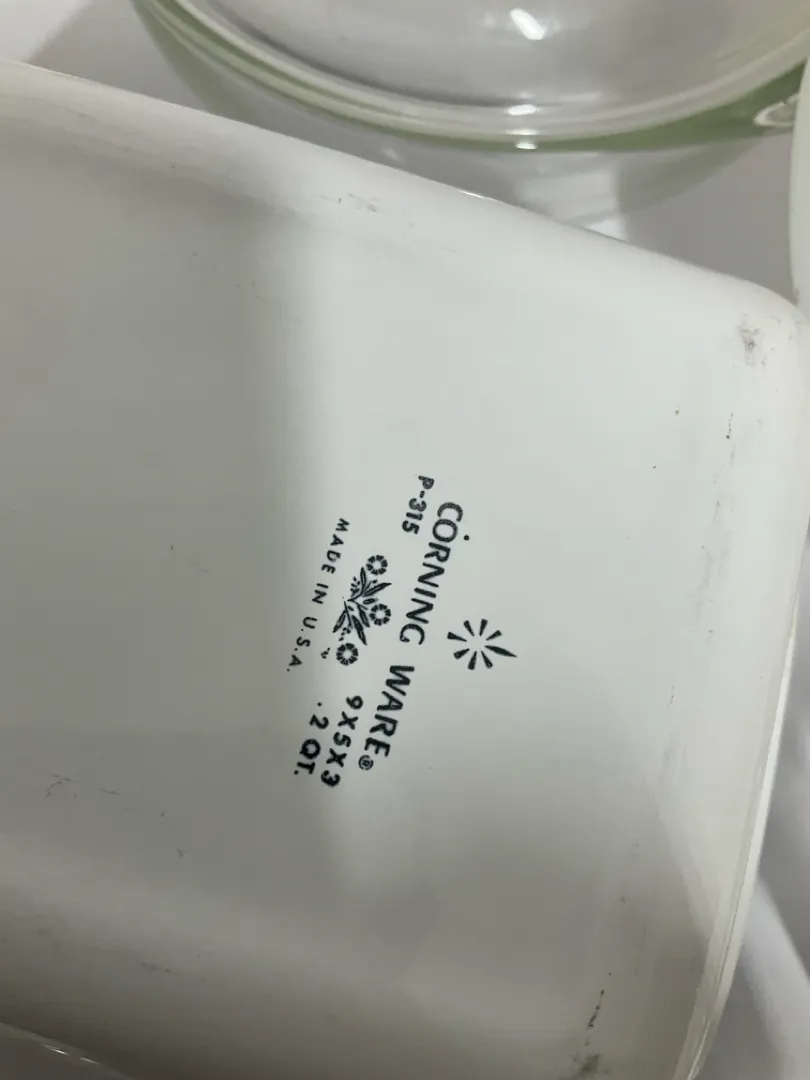 CORNING WARE®
P-315
9X5X3
2 QT.
MADE IN U.S.A.